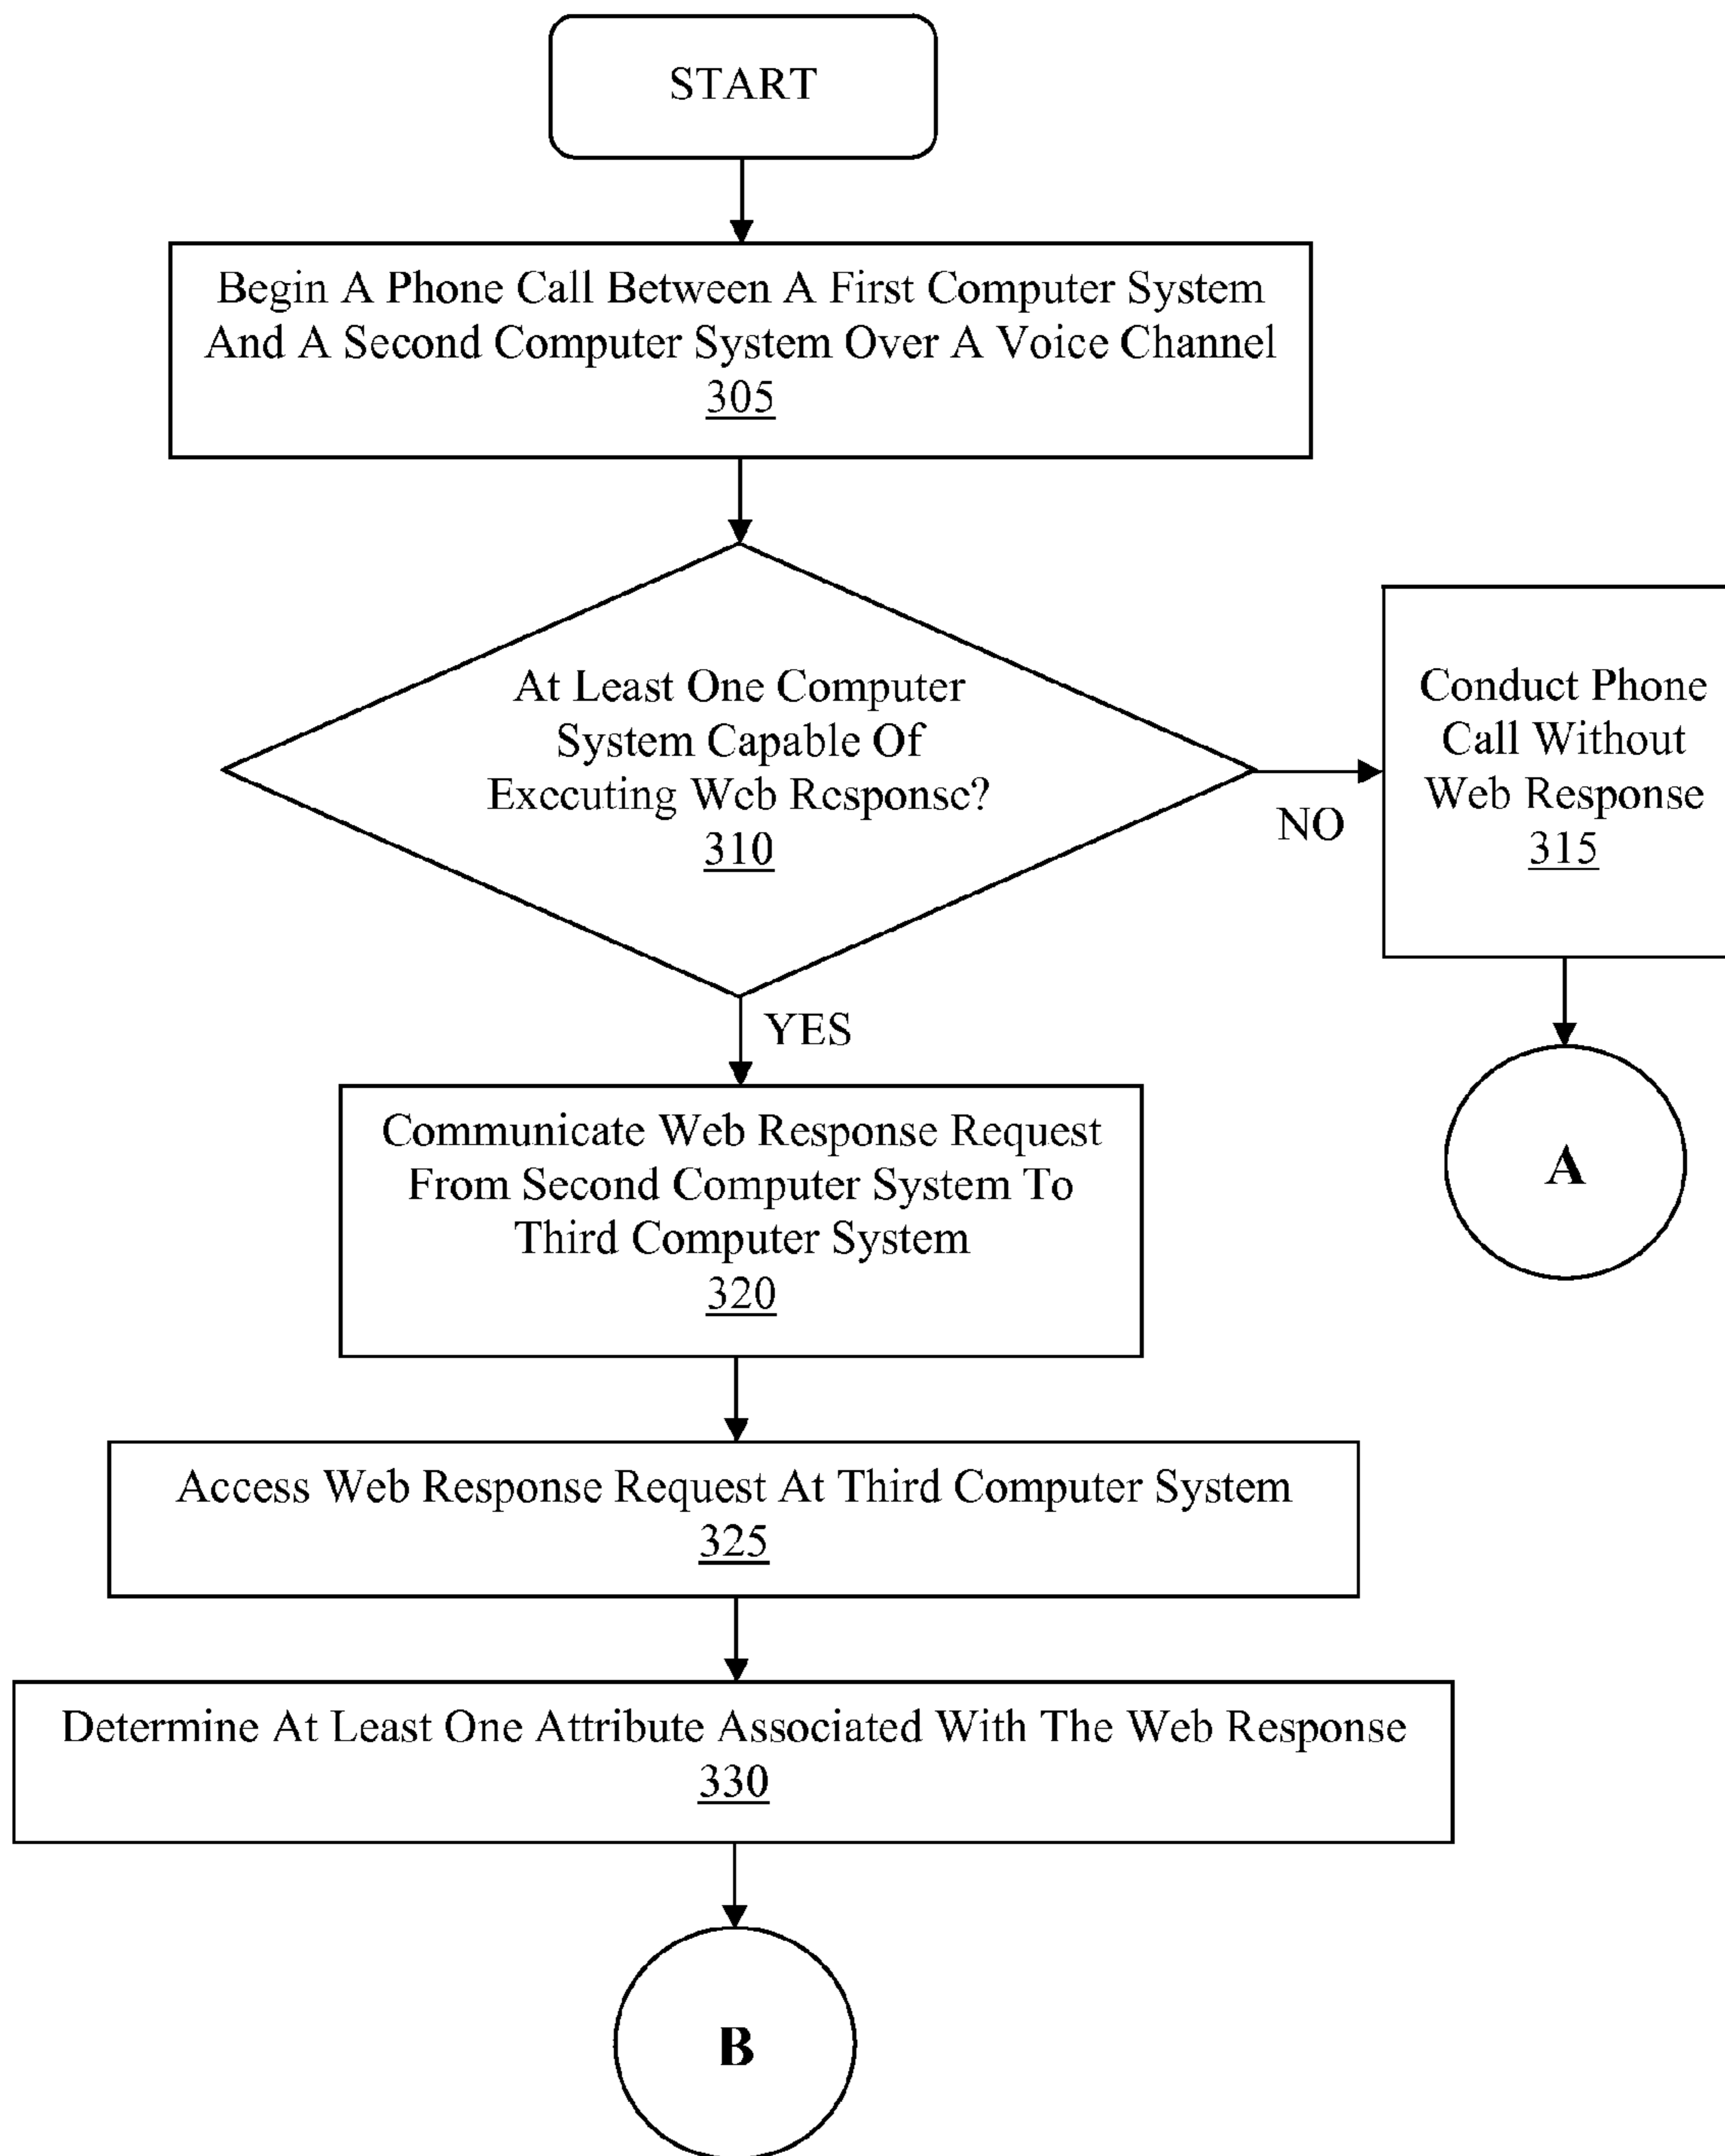 START
Begin A Phone Call Between A First Computer System
And A Second Computer System Over A Voice Channel
305
At Least One Computer
System Capable Of
Executing Web Response?
310
NO
Conduct Phone
Call Without
Web Response
315
A
YES
Communicate Web Response Request
From Second Computer System To
Third Computer System
320
Access Web Response Request At Third Computer System
325
Determine At Least One Attribute Associated With The Web Response
330
B